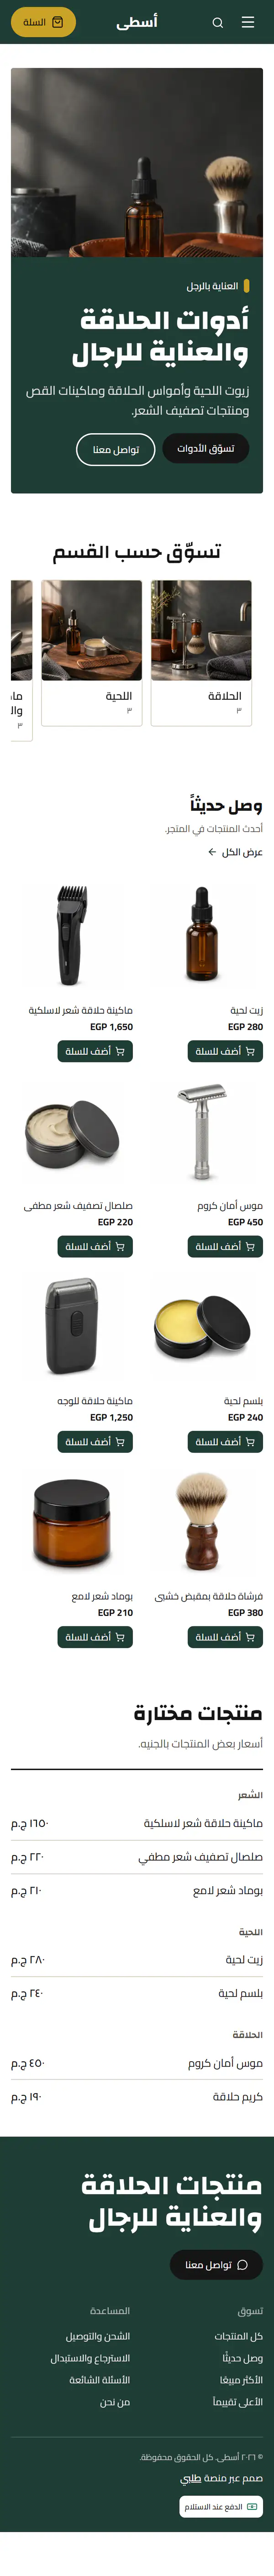 أسطى
السلة
العناية بالرجل
أدوات الحلاقة
والعناية للرجال
زيوت اللحية وأمواس الحلاقة وماكينات القص
ومنتجات تصفيف الشعر.
تسوّق الأدوات
تواصل معنا
تسوّق حسب القسم
الحلاقة
٣
اللحية
٣
٣
وصل حديثاً
أحدث المنتجات في المتجر.
عرض الكل
زيت لحية
EGP 280
أضف للسلة
ماكينة حلاقة شعر لاسلكية
EGP 1,650
أضف للسلة
موس أمان كروم
EGP 450
أضف للسلة
صلصال تصفيف شعر مطفي
EGP 220
أضف للسلة
بلسم لحية
EGP 240
أضف للسلة
ماكينة حلاقة للوجه
EGP 1,250
أضف للسلة
فرشاة حلاقة بمقبض خشبي
EGP 380
أضف للسلة
بوماد شعر لامع
EGP 210
أضف للسلة
منتجات مختارة
أسعار بعض المنتجات بالجنيه.
الشعر
ماكينة حلاقة شعر لاسلكية ١٦٥٠ ج.م
صلصال تصفيف شعر مطفي ٢٢٠ ج.م
بوماد شعر لامع ٢١٠ ج.م
اللحية
زيت لحية ٢٨٠ ج.م
بلسم لحية ٢٤٠ ج.م
الحلاقة
موس أمان كروم ٤٥٠ ج.م
كريم حلاقة ١٩٠ ج.م
منتجات الحلاقة
والعناية للرجال
تواصل معنا
تسوق
كل المنتجات
وصل حديثًا
الأكثر مبيعًا
الأعلى تقييماً
المساعدة
الشحن والتوصيل
الاسترجاع والاستبدال
الأسئلة الشائعة
من نحن
© ٢٠٢٦ أسطى. كل الحقوق محفوظة.
صمم عبر منصة طلبي
الدفع عند الاستلام